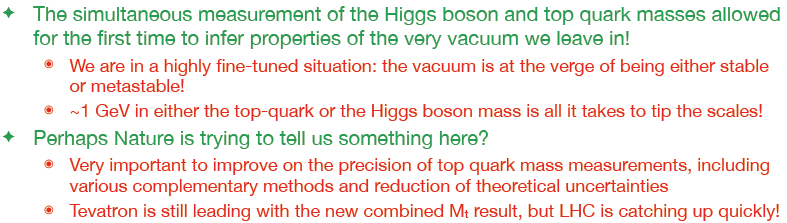 ✦ The simultaneous measurement of the Higgs boson and top quark masses allowed
for the first time to infer properties of the very vacuum we leave in!
◉ We are in a highly fine-tuned situation: the vacuum is at the verge of being either stable
or metastable!
◉ ~1 GeV in either the top-quark or the Higgs boson mass is all it takes to tip the scales!
✦ Perhaps Nature is trying to tell us something here?
◉ Very important to improve on the precision of top quark mass measurements, including
various complementary methods and reduction of theoretical uncertainties
◉ Tevatron is still leading with the new combined Mt result, but LHC is catching up quickly!